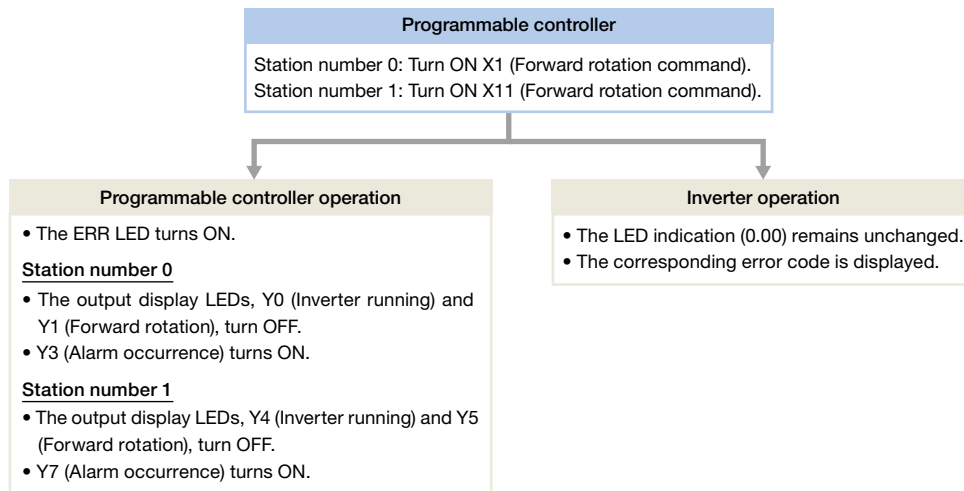 Programmable controller
Station number 0: Turn ON X1 (Forward rotation command).
Station number 1: Turn ON X11 (Forward rotation command).
Programmable controller operation
• The ERR LED turns ON.
Station number 0
• The output display LEDs, Y0 (Inverter running) and
Y1 (Forward rotation), turn OFF.
• Y3 (Alarm occurrence) turns ON.
Station number 1
• The output display LEDs, Y4 (Inverter running) and Y5
(Forward rotation), turn OFF.
• Y7 (Alarm occurrence) turns ON.
Inverter operation
• The LED indication (0.00) remains unchanged.
• The corresponding error code is displayed.